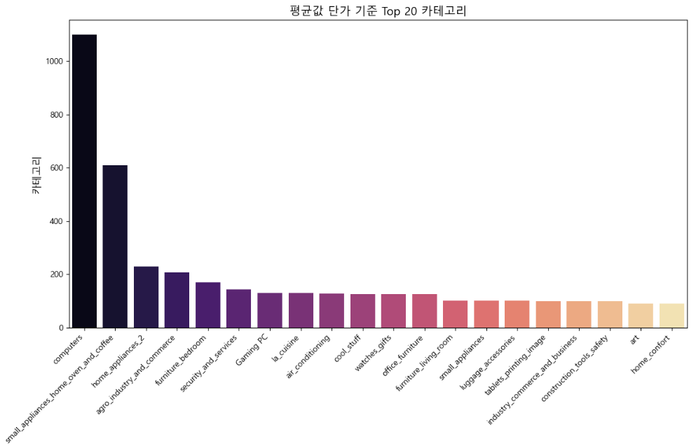 평균값 단가 기준 Top 20 카테고리
카테고리
1000
800
600
400
200
0
computers
small_appliances_home_oven_and_coffee
home_appliances_2
agro_industry_and_commerce
furniture_bedroom
security_and_services
Gaming PC
la_cuisine
air_conditioning
cool_stuff
watches_gifts
office_furniture
furniture_living_room
small_appliances
luggage_accessories
tablets_printing_image
industry_commerce_and_business
construction_tools_safety
art
home_confort